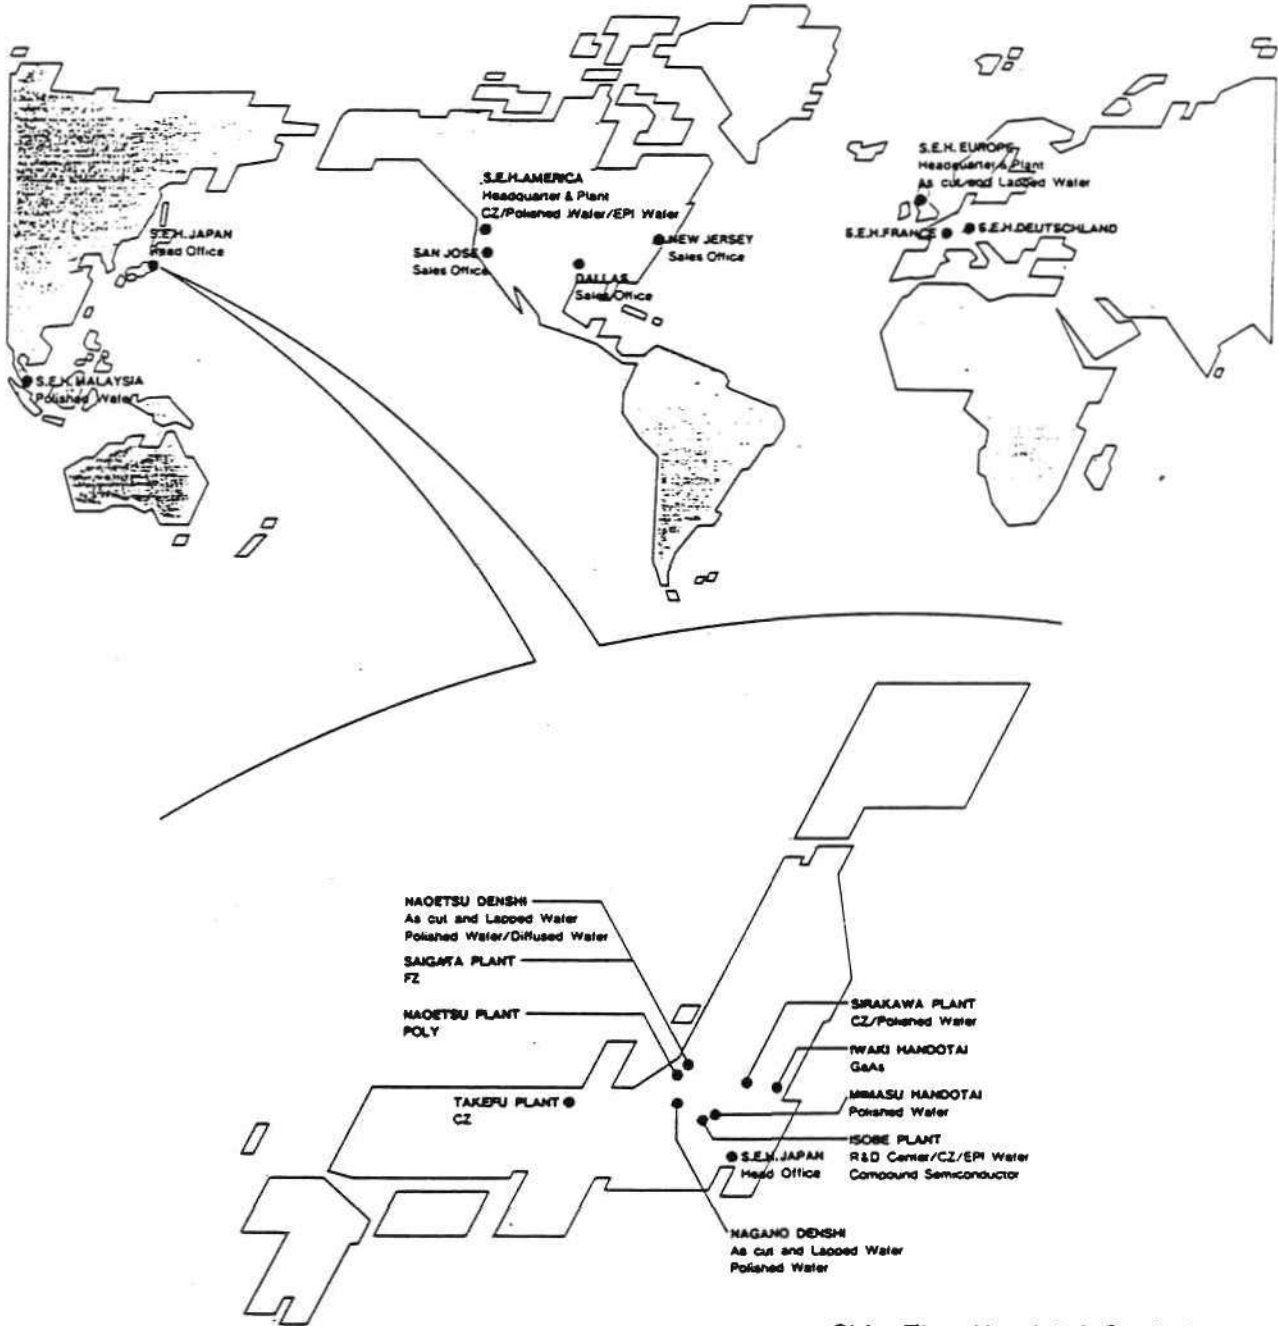 S.E.H. EUROPE
Headquarter & Plant
As cut and Lapped Wafer
S.E.H. AMERICA
Headquarter & Plant
CZ/Polished Wafer/EPI Wafer
S.E.H. JAPAN
Head Office
SAN JOSE
Sales Office
NEW JERSEY
Sales Office
S.E.H. FRANCE
S.E.H. DEUTSCHLAND
DALLAS
Sales Office
S.E.H. MALAYSIA
Polished Wafer
NAOETSU DENSHI
As cut and Lapped Wafer
Polished Wafer/Diffused Wafer
SAIGATA PLANT
FZ
NAOETSU PLANT
POLY
TAKEFU PLANT
CZ
SIRAKAWA PLANT
CZ/Polished Wafer
IWAKI HANDOTAI
GaAs
MIMASU HANDOTAI
Polished Wafer
ISOBE PLANT
R&D Center/CZ/EPI Wafer
Compound Semiconductor
S.E.H. JAPAN
Head Office
NAGANO DENSHI
As cut and Lapped Wafer
Polished Wafer